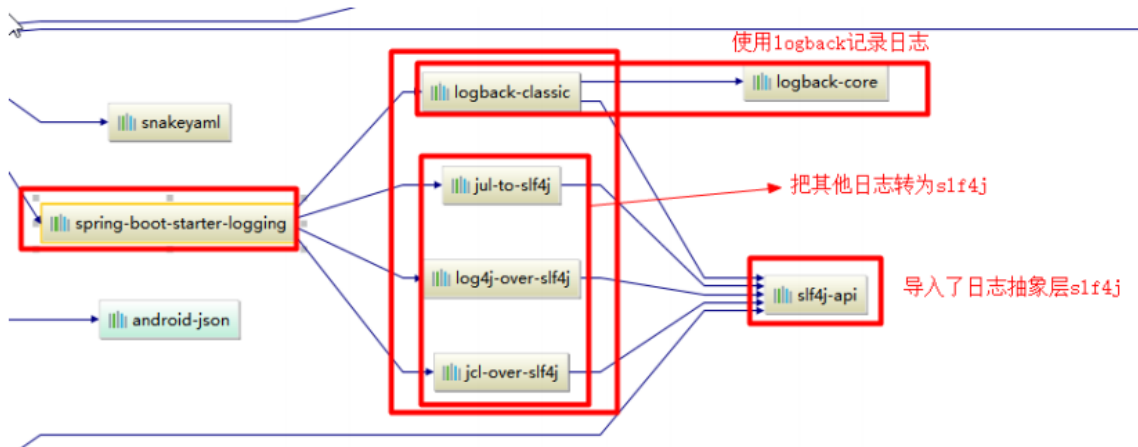 使用logback记录日志
logback-classic
logback-core
snakeyaml
jul-to-slf4j
把其他日志转为slf4j
spring-boot-starter-logging
log4j-over-slf4j
slf4j-api
导入了日志抽象层slf4j
android-json
jcl-over-slf4j